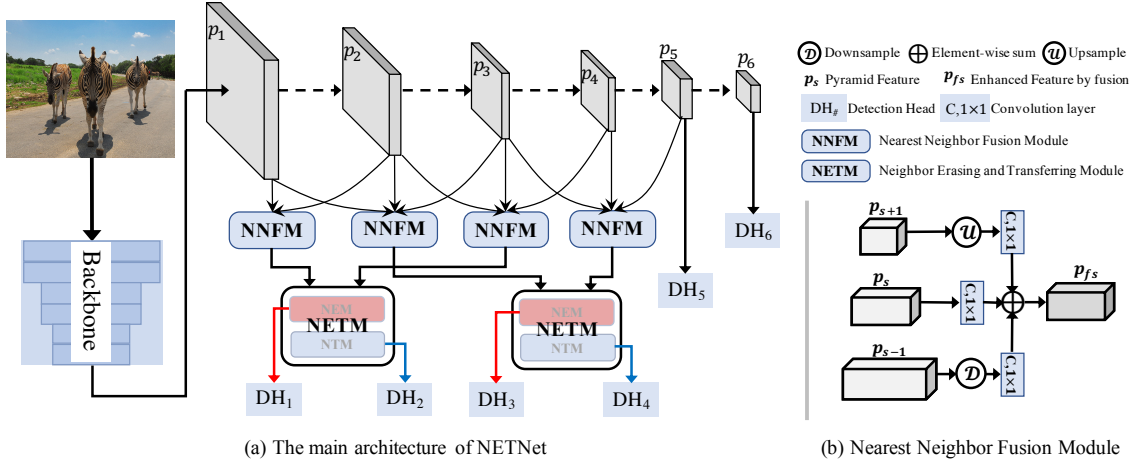 p1
p2
p3
p4
p5
p6
Backbone
NNFM
NNFM
NNFM
NNFM
NEM
NETM
NTM
NEM
NETM
NTM
DH1
DH2
DH3
DH4
DH5
DH6
(a) The main architecture of NETNet
𝒟 Downsample ⊕ Element-wise sum 𝒰 Upsample
ps Pyramid Feature pfs Enhanced Feature by fusion
DH# Detection Head C,1×1 Convolution layer
NNFM Nearest Neighbor Fusion Module
NETM Neighbor Erasing and Transferring Module
ps+1
𝒰
C,1×1
ps
C,1×1
pfs
ps−1
𝒟
C,1×1
(b) Nearest Neighbor Fusion Module